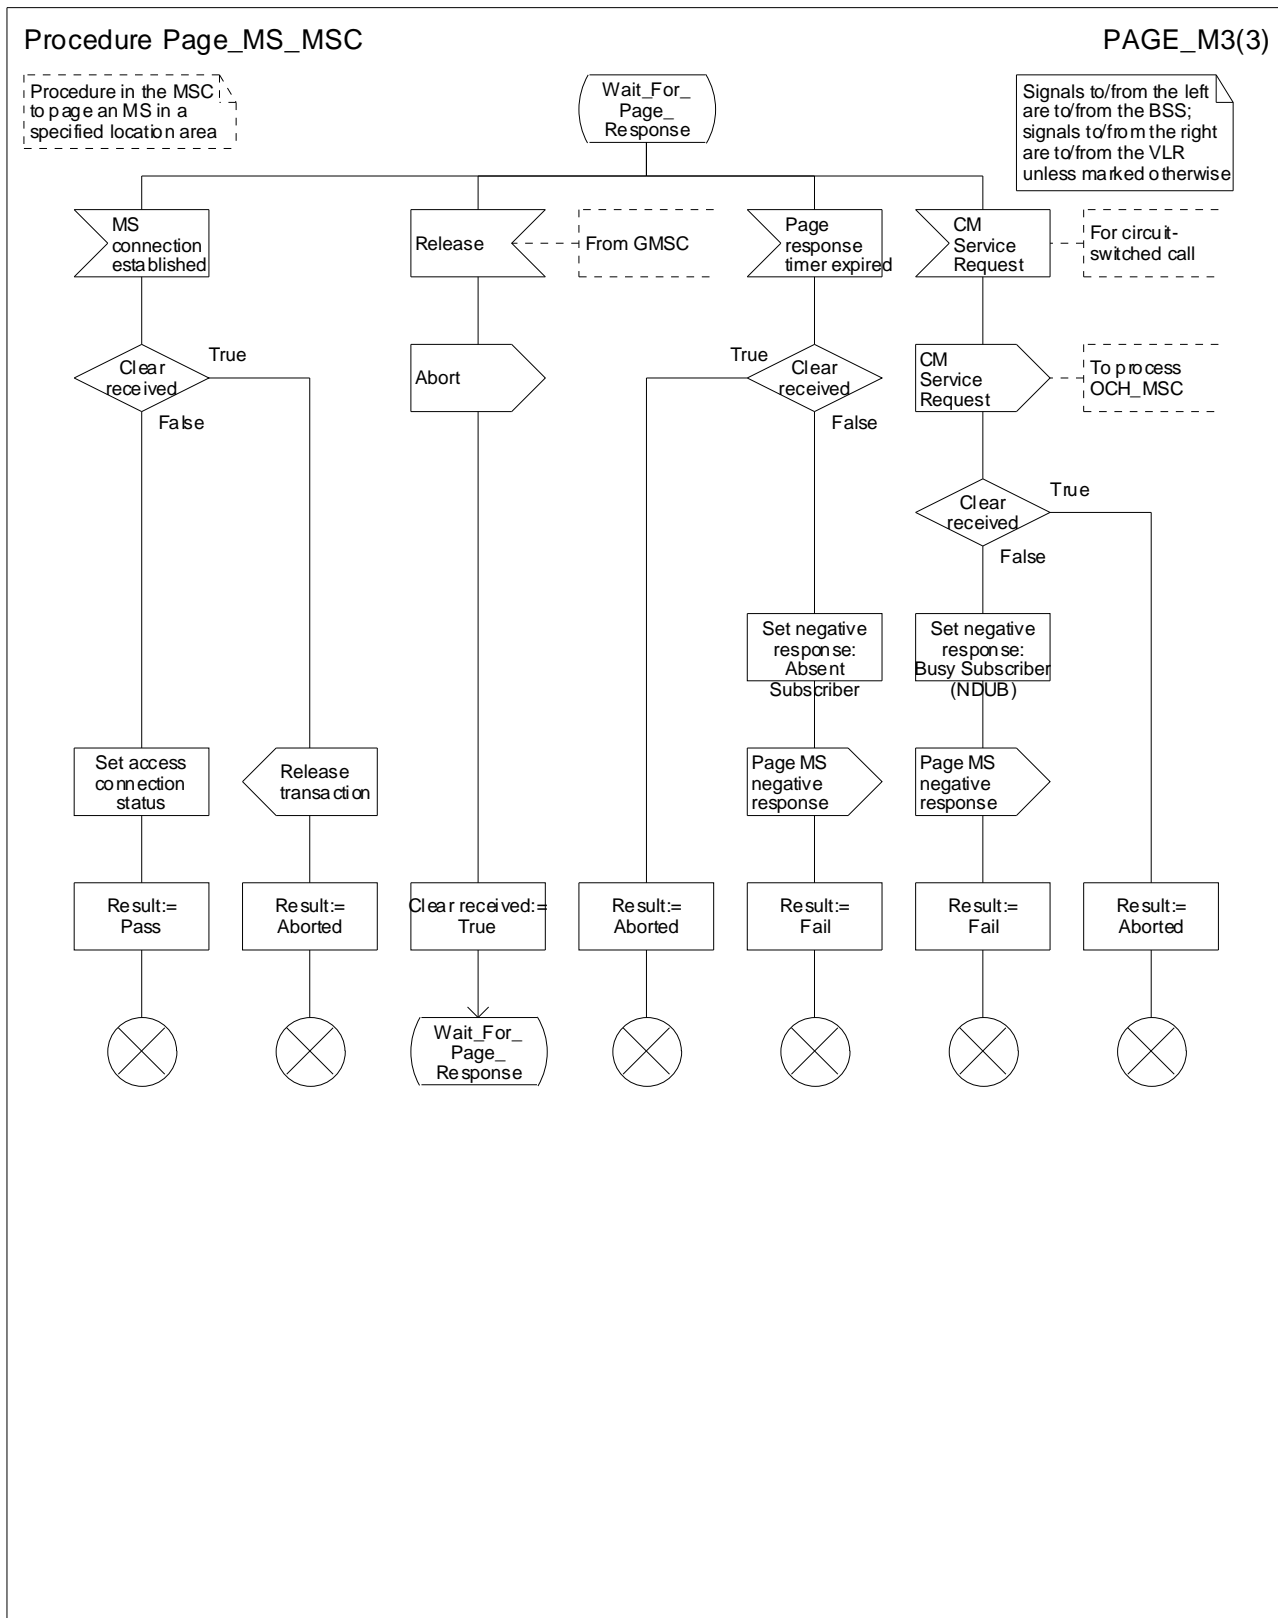 Procedure Page_MS_MSC
PAGE_M3(3)
Procedure in the MSC
to page an MS in a
specified location area
Wait_For_
Page_
Response
Signals to/from the left
are to/from the BSS;
signals to/from the right
are to/from the VLR
unless marked otherwise
MS
connection
established
Release
From GMSC
Page
response
timer expired
CM
Service
Request
For circuit-
switched call
Clear
received
True
False
Abort
True
Clear
received
False
CM
Service
Request
To process
OCH_MSC
Clear
received
True
False
Set negative
response:
Absent
Subscriber
Set negative
response:
Busy Subscriber
(NDUB)
Set access
connection
status
Release
transaction
Page MS
negative
response
Page MS
negative
response
Result:=
Pass
Result:=
Aborted
Clear received:=
True
Result:=
Aborted
Result:=
Fail
Result:=
Fail
Result:=
Aborted
Wait_For_
Page_
Response